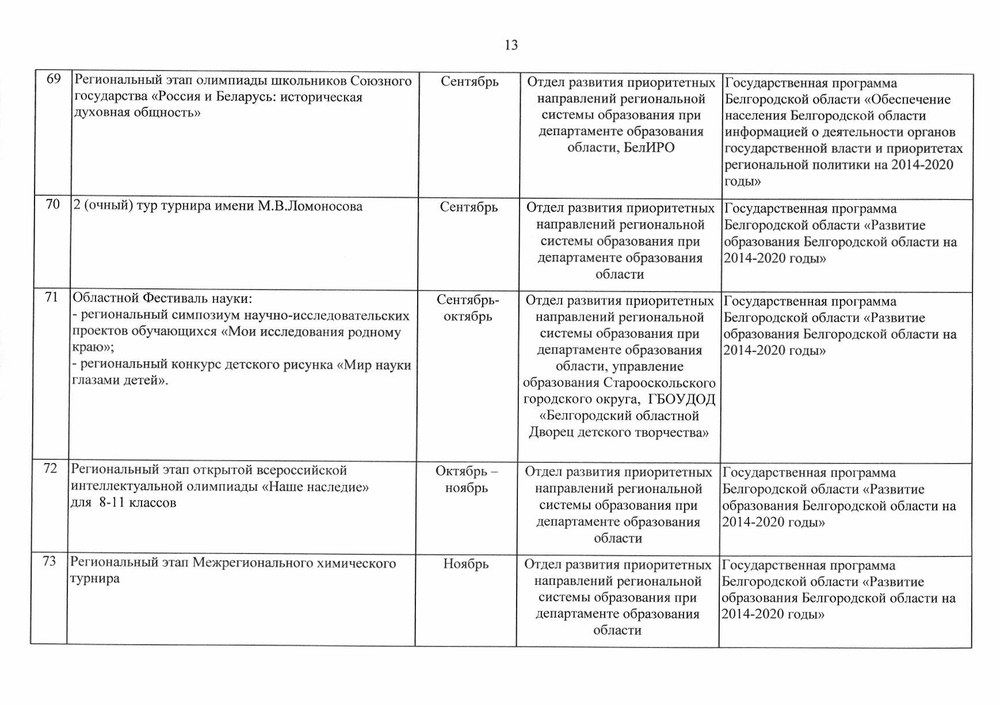 13
69
Региональный этап олимпиады школьников Союзного
государства «Россия и Беларусь: историческая
духовная общность»
Сентябрь
Отдел развития приоритетных
направлений региональной
системы образования при
департаменте образования
области, БелИРО
Государственная программа
Белгородской области «Обеспечение
населения Белгородской области
информацией о деятельности органов
государственной власти и приоритетах
региональной политики на 2014-2020
годы»
70
2 (очный) тур турнира имени М.В.Ломоносова
Сентябрь
Отдел развития приоритетных
направлений региональной
системы образования при
департаменте образования
области
Государственная программа
Белгородской области «Развитие
образования Белгородской области на
2014-2020 годы»
71
Областной Фестиваль науки:
- региональный симпозиум научно-исследовательских
проектов обучающихся «Мои исследования родному
краю»;
- региональный конкурс детского рисунка «Мир науки
глазами детей».
Сентябрь-
октябрь
Отдел развития приоритетных
направлений региональной
системы образования при
департаменте образования
области, управление
образования Старооскольского
городского округа,  ГБОУДОД
«Белгородский областной
Дворец детского творчества»
Государственная программа
Белгородской области «Развитие
образования Белгородской области на
2014-2020 годы»
72
Региональный этап открытой всероссийской
интеллектуальной олимпиады «Наше наследие»
для  8-11 классов
Октябрь –
ноябрь
Отдел развития приоритетных
направлений региональной
системы образования при
департаменте образования
области
Государственная программа
Белгородской области «Развитие
образования Белгородской области на
2014-2020 годы»
73
Региональный этап Межрегионального химического
турнира
Ноябрь
Отдел развития приоритетных
направлений региональной
системы образования при
департаменте образования
области
Государственная программа
Белгородской области «Развитие
образования Белгородской области на
2014-2020 годы»